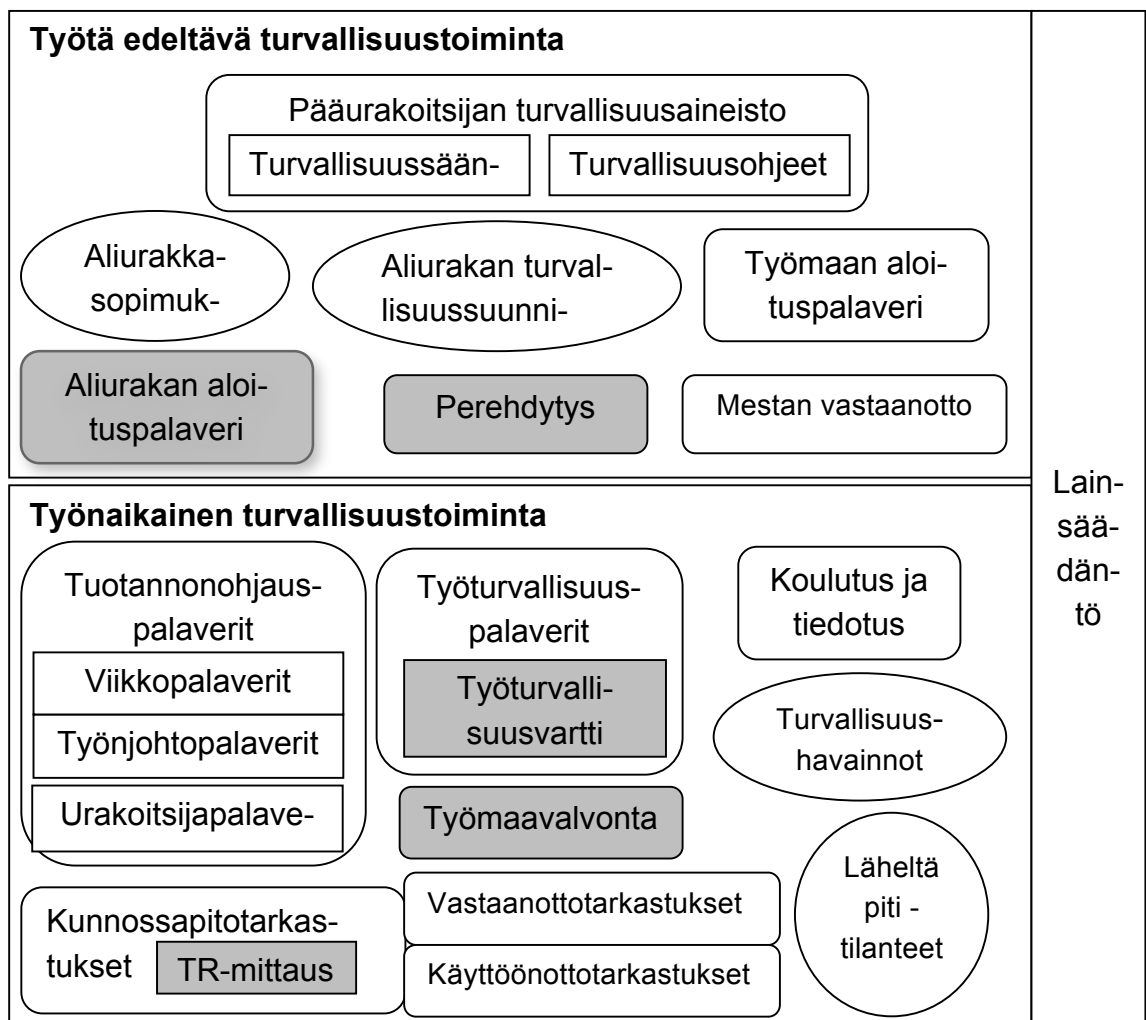 Työtä edeltävä turvallisuustoiminta
Pääurakoitsijan turvallisuusaineisto
Turvallisuussään-
Turvallisuusohjeet
Aliurakka-
sopimuk-
Aliurakan turval-
lisuussuunni-
Työmaan aloi-
tuspalaveri
Aliurakan aloi-
tuspalaveri
Perehdytys
Mestan vastaanotto
Työnaikainen turvallisuustoiminta
Tuotannonohjaus-
palaverit
Viikkopalaverit
Työnjohtopalaverit
Urakoitsijapalave-
Työturvallisuus-
palaverit
Työturvalli-
suusvartti
Koulutus ja
tiedotus
Turvallisuus-
havainnot
Työmaavalvonta
Kunnossapitotarkas-
tukset
TR-mittaus
Vastaanottotarkastukset
Käyttöönottotarkastukset
Läheltä
piti -
tilanteet
Lain-
sää-
dän-
tö